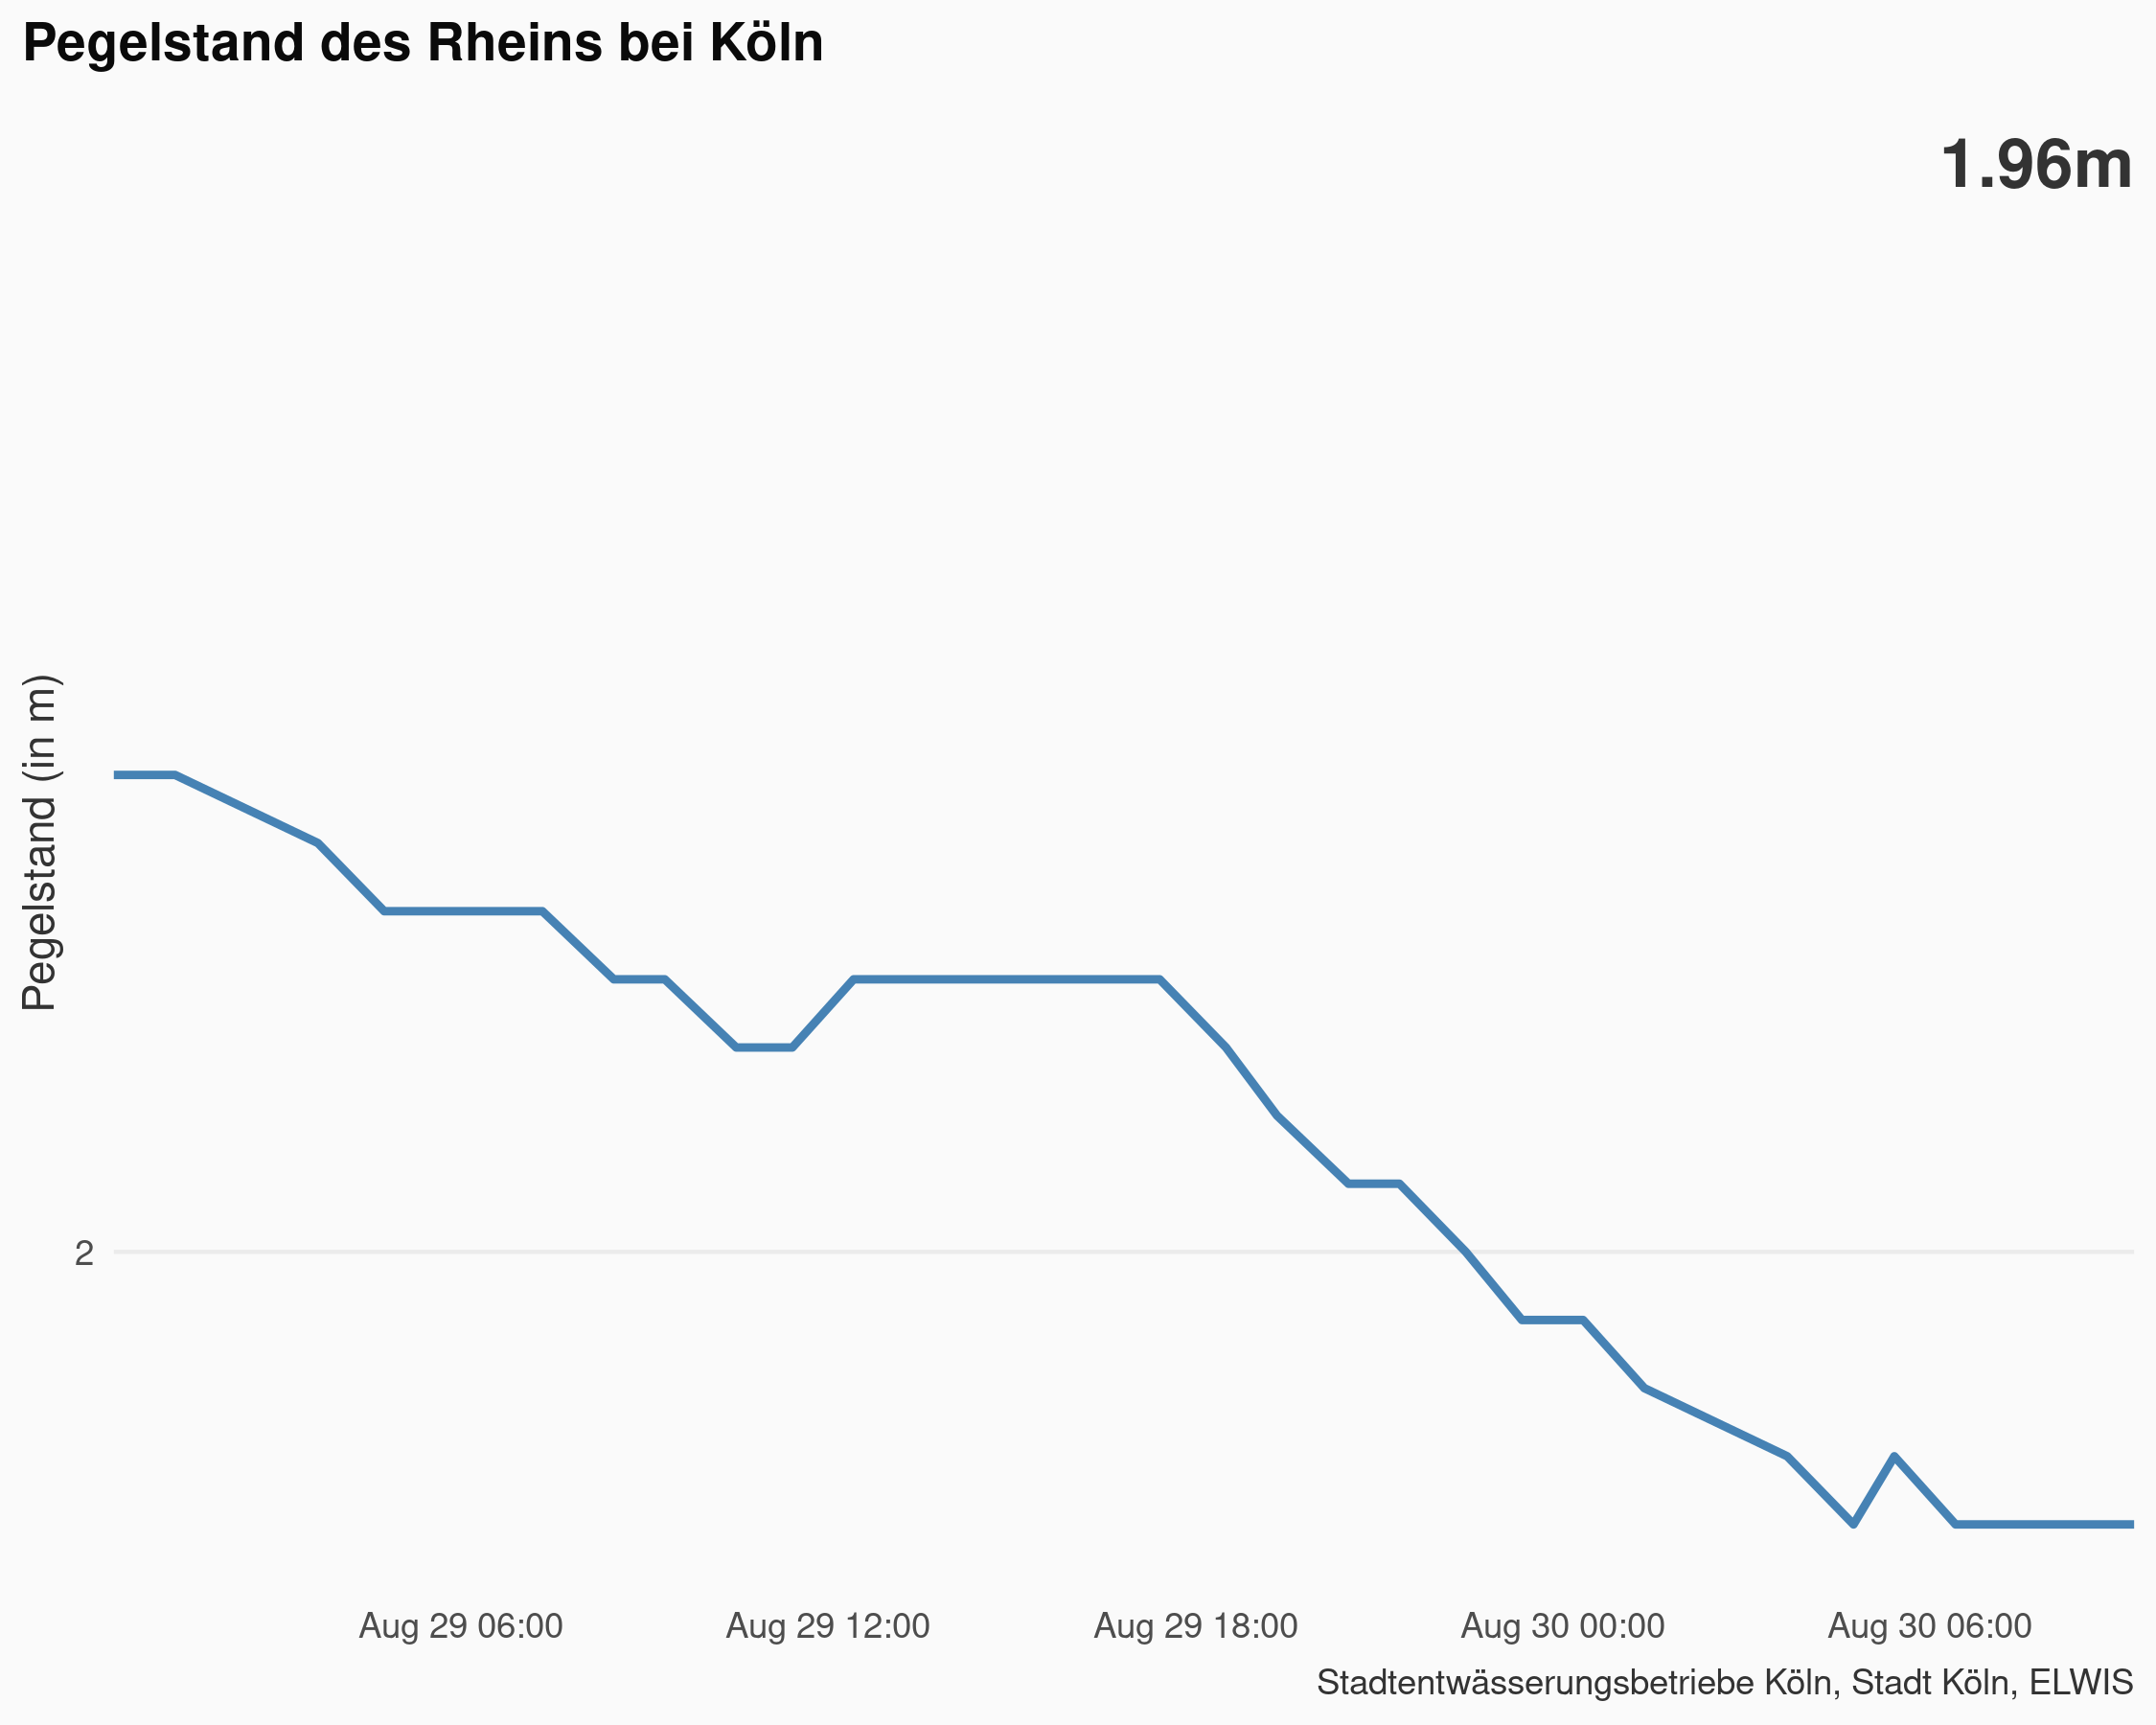 Pegelstand des Rheins bei Köln
1.96m
Pegelstand (in m)
2
Aug 29 06:00 Aug 29 12:00 Aug 29 18:00 Aug 30 00:00 Aug 30 06:00
Stadtentwässerungsbetriebe Köln, Stadt Köln, ELWIS